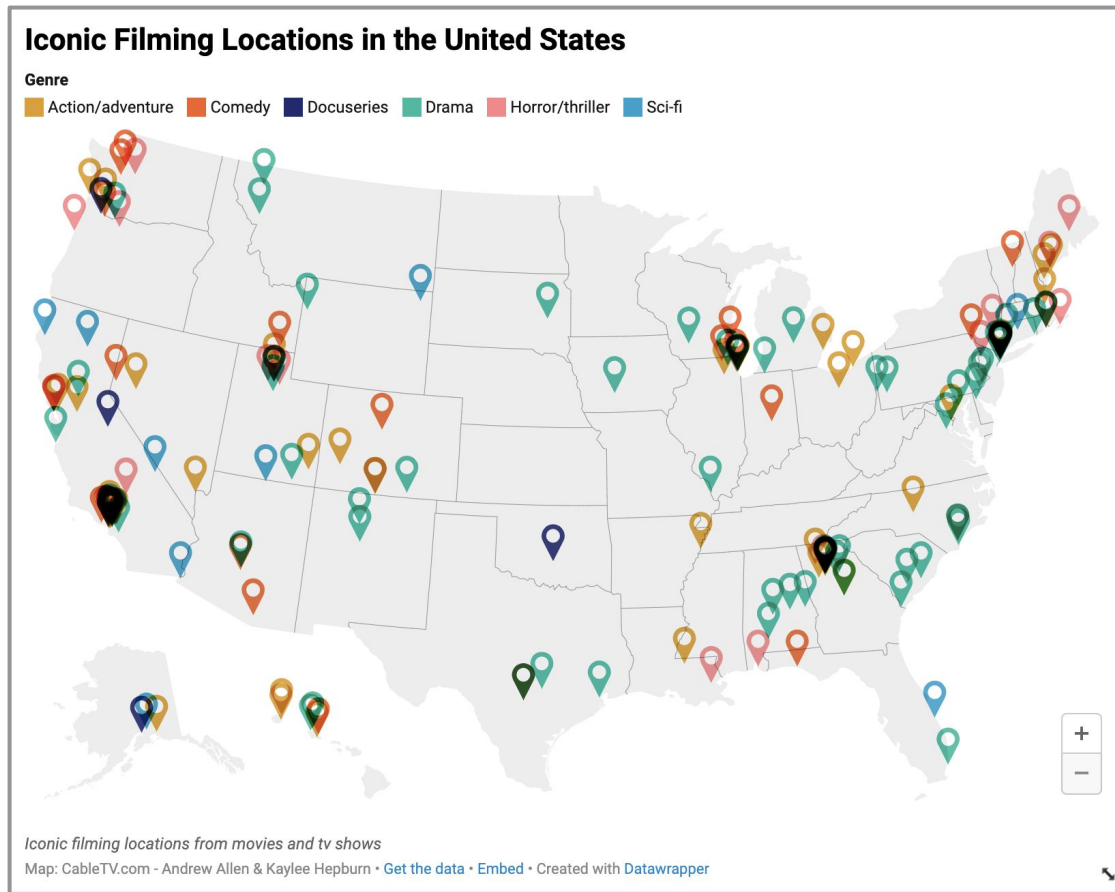 Iconic Filming Locations in the United States
Genre
Action/adventure Comedy Docuseries Drama Horror/thriller Sci-fi
+
−
Iconic filming locations from movies and tv shows
Map: CableTV.com - Andrew Allen & Kaylee Hepburn • Get the data • Embed • Created with Datawrapper